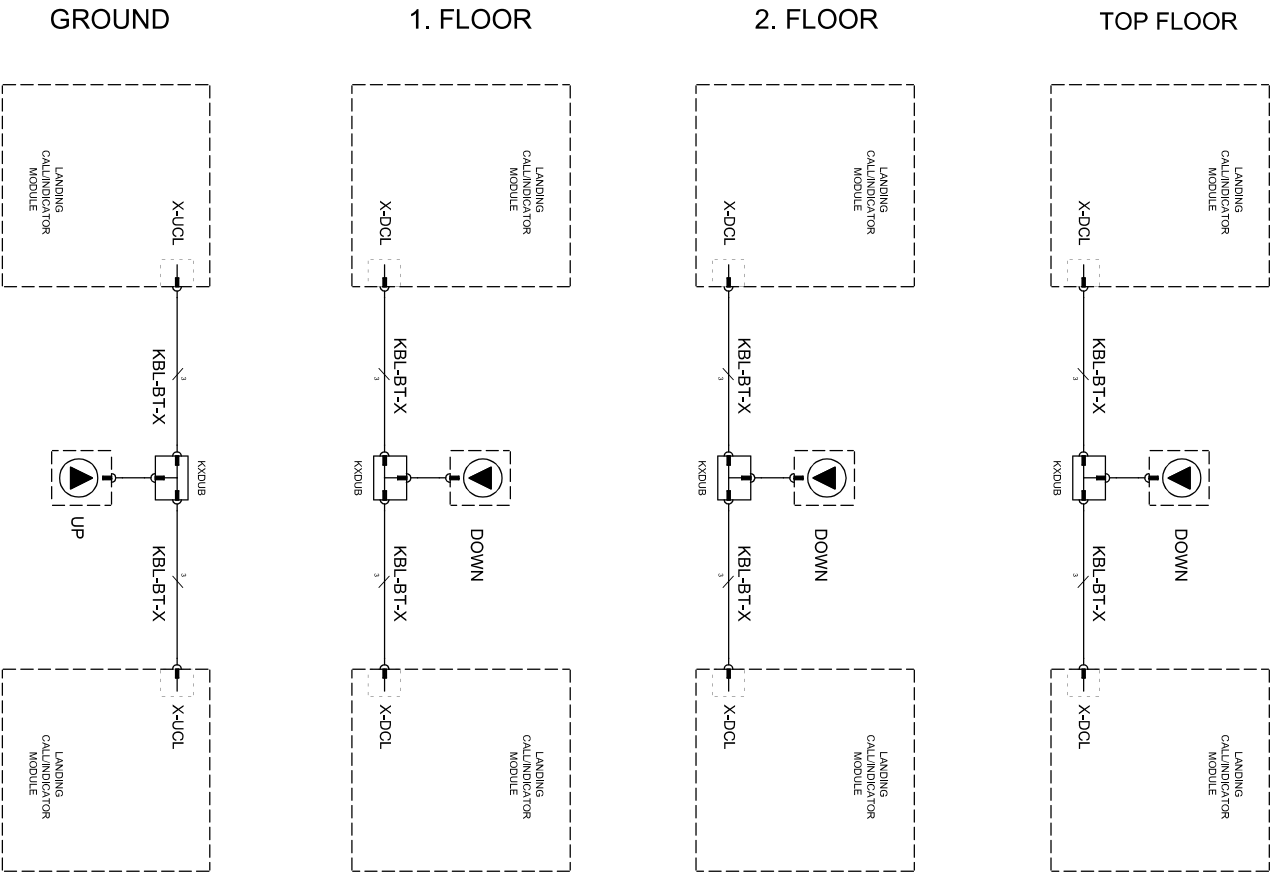 GROUND
1. FLOOR
2. FLOOR
TOP FLOOR
LANDING
CALL/INDICATOR
MODULE
X-UCL
LANDING
CALL/INDICATOR
MODULE
X-DCL
LANDING
CALL/INDICATOR
MODULE
X-DCL
LANDING
CALL/INDICATOR
MODULE
X-DCL
KBL-BT-X
3
KBL-BT-X
3
KBL-BT-X
3
KBL-BT-X
3
KXDUB
UP
KXDUB
DOWN
KXDUB
DOWN
KXDUB
DOWN
KBL-BT-X
3
KBL-BT-X
3
KBL-BT-X
3
KBL-BT-X
3
X-UCL
LANDING
CALL/INDICATOR
MODULE
X-DCL
LANDING
CALL/INDICATOR
MODULE
X-DCL
LANDING
CALL/INDICATOR
MODULE
X-DCL
LANDING
CALL/INDICATOR
MODULE